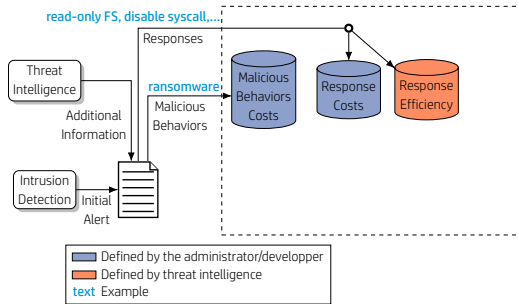 read-only FS, disable syscall,...
Responses
Threat
Intelligence
ransomware
Malicious
Behaviors
Additional
Information
Malicious
Behaviors
Costs
Response
Costs
Response
Efficiency
Intrusion
Detection
Initial
Alert
Defined by the administrator/developper
Defined by threat intelligence
text Example